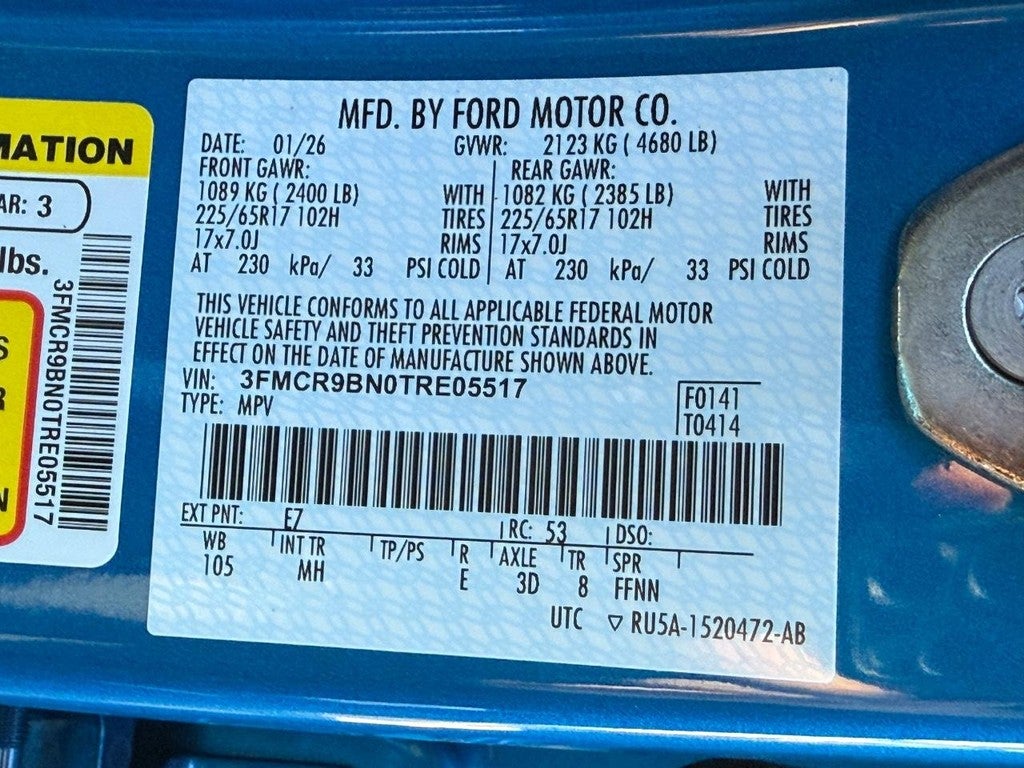 MATION
AR: 3
lbs.
3FMCR9BN0TRE05517
S
R
N
MFD. BY FORD MOTOR CO.
DATE: 01/26 GVWR: 2123 KG ( 4680 LB)
FRONT GAWR: REAR GAWR:
1089 KG ( 2400 LB) WITH 1082 KG ( 2385 LB) WITH
225/65R17 102H TIRES 225/65R17 102H TIRES
17x7.0J RIMS 17x7.0J RIMS
AT 230 kPa/ 33 PSI COLD AT 230 kPa/ 33 PSI COLD
THIS VEHICLE CONFORMS TO ALL APPLICABLE FEDERAL MOTOR
VEHICLE SAFETY AND THEFT PREVENTION STANDARDS IN
EFFECT ON THE DATE OF MANUFACTURE SHOWN ABOVE.
VIN: 3FMCR9BN0TRE05517
TYPE: MPV
F0141
T0414
EXT PNT: E7 RC: 53 DSO:
WB INT TR TP/PS R AXLE TR SPR
105 MH E 3D 8 FFNN
UTC ▽ RU5A-1520472-AB